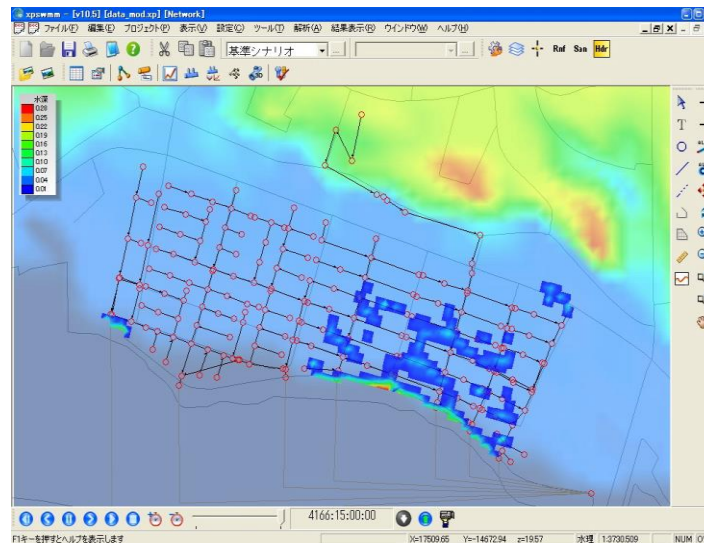 xpswmm - [v10.5] [data_mod.xp] [Network]
ファイル(F) 編集(E) プロジェクト(P) 表示(V) 設定(C) ツール(T) 解析(A) 結果表示(R) ウインドウ(W) ヘルプ(H)
基準シナリオ Rnf San Hdr
水深
0.28
0.25
0.22
0.19
0.16
0.13
0.10
0.07
0.04
0.01
T
4166:15:00:00
F1キーを押すとヘルプを表示します X=17509.65 Y=-14672.94 z=19.57 水理 1:3730.509 NUM